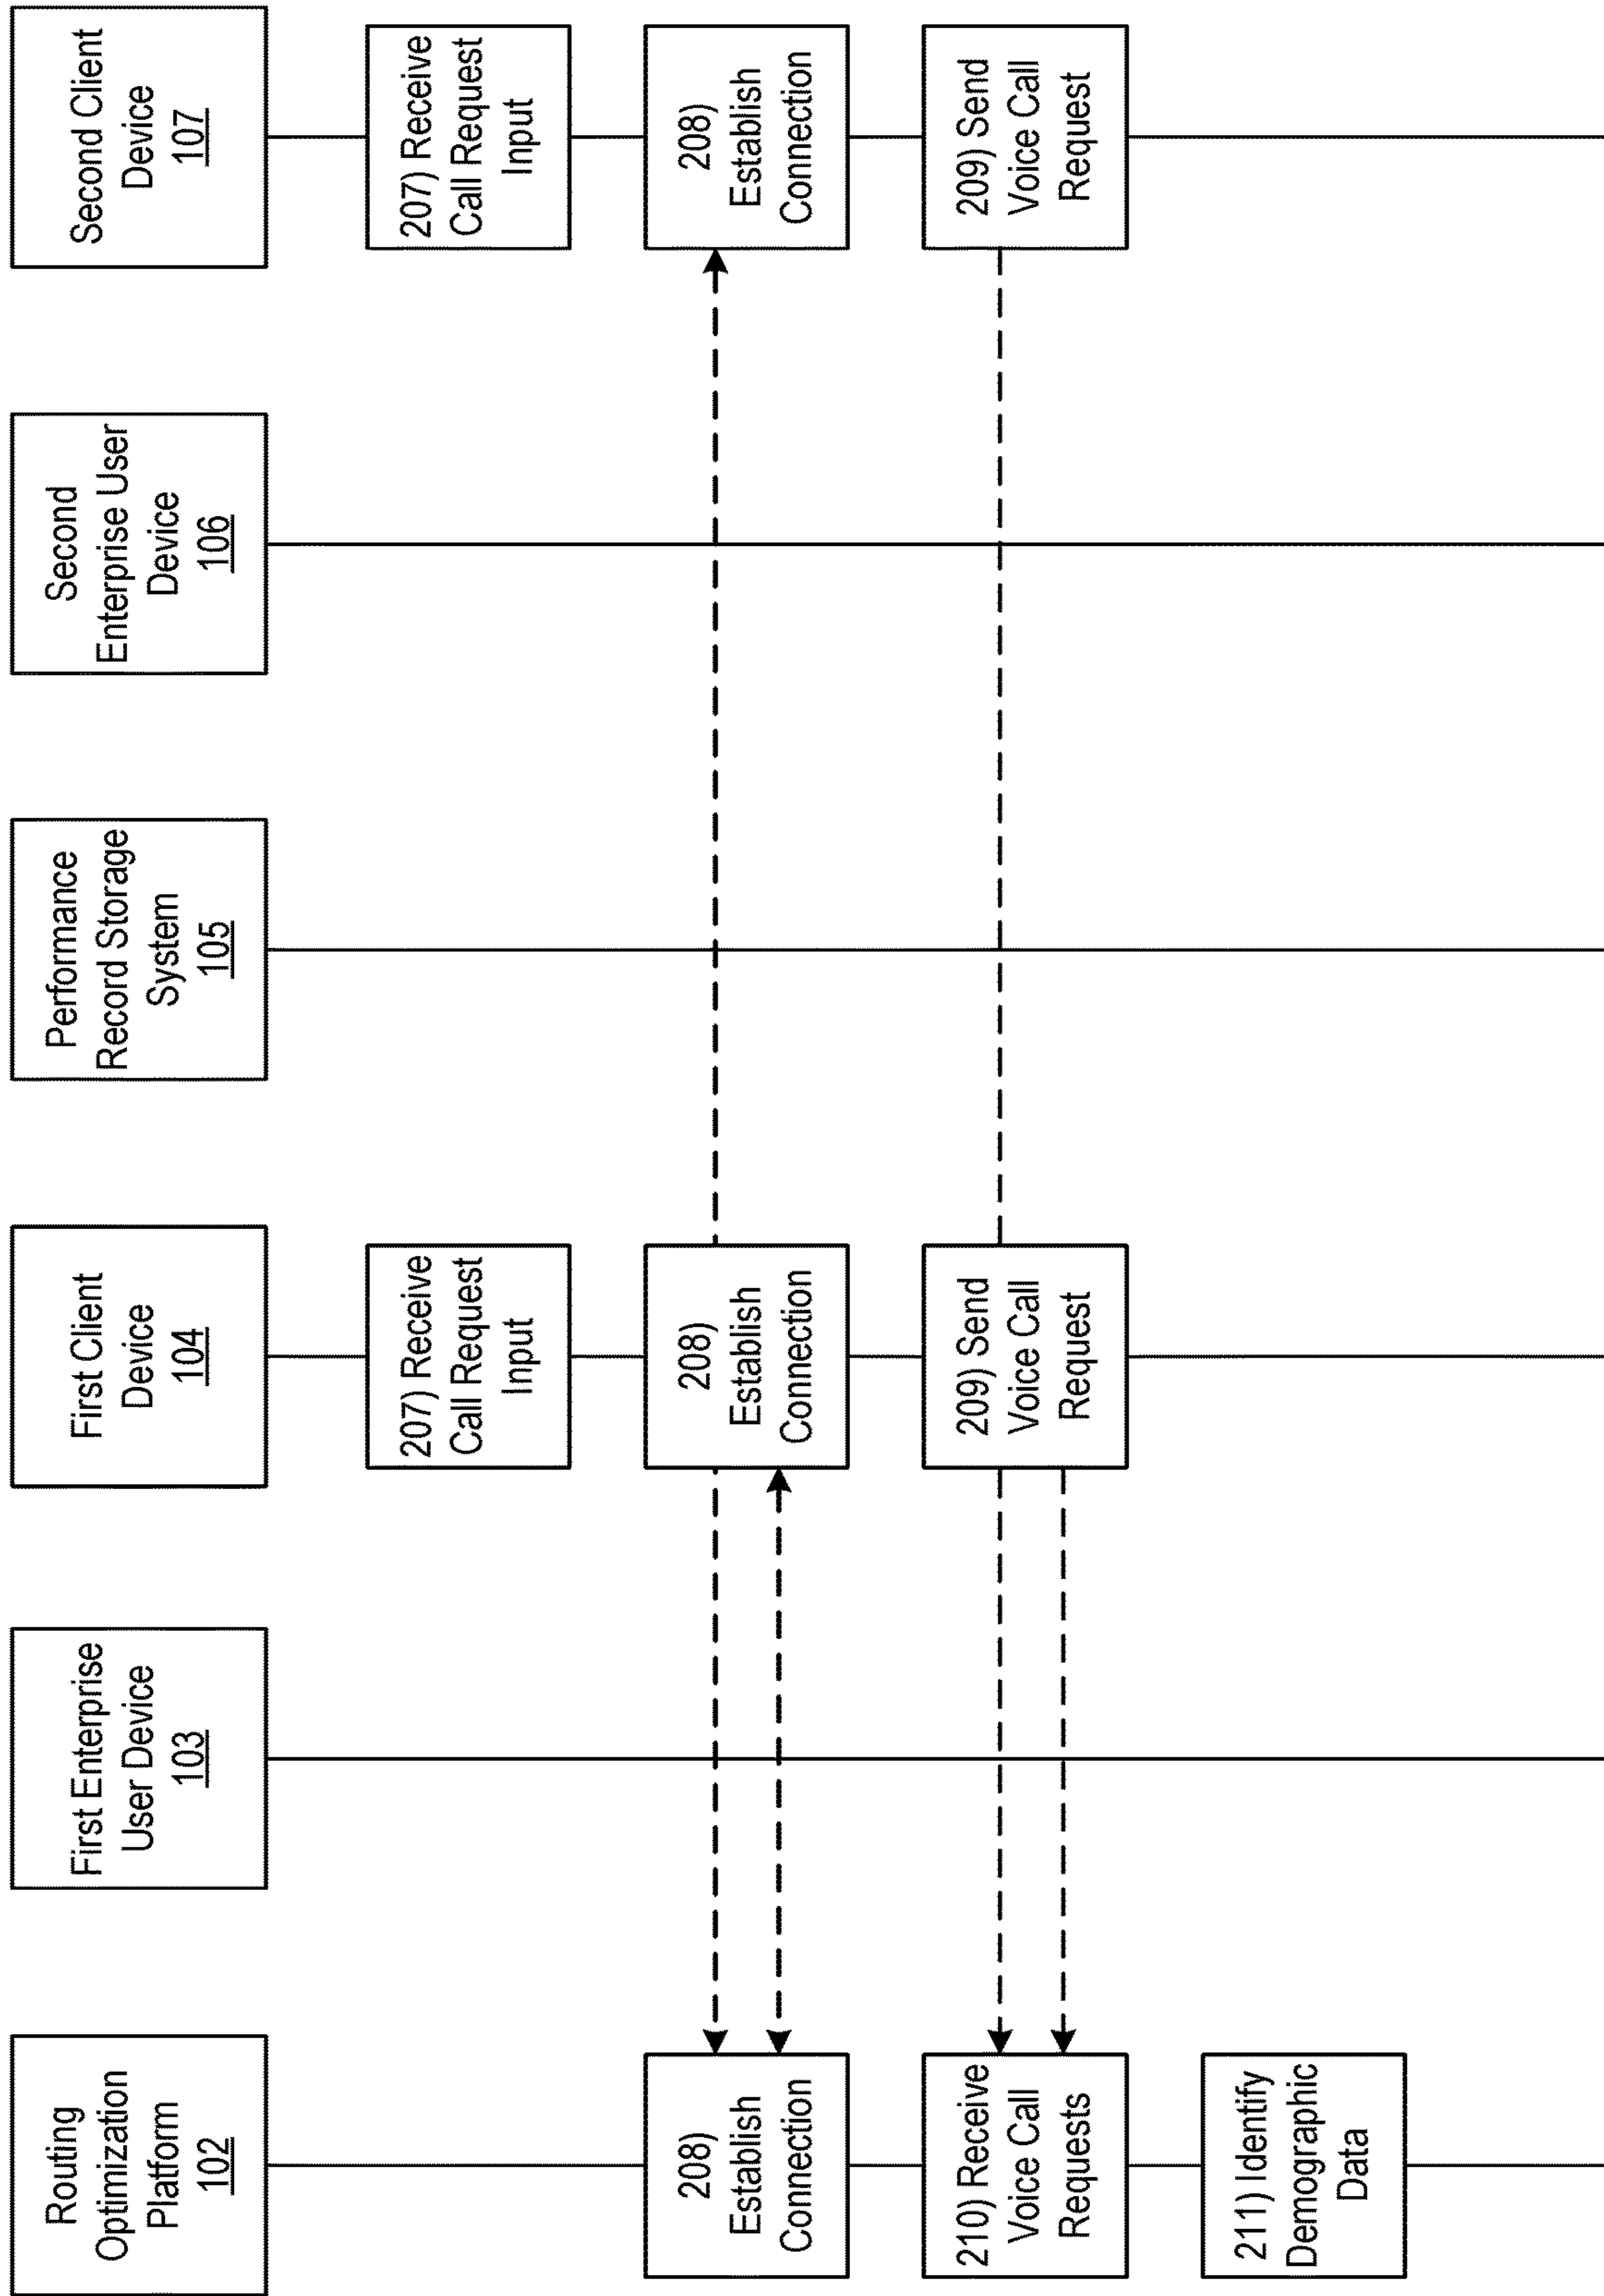 Routing
Optimization
Platform
102
First Enterprise
User Device
103
First Client
Device
104
Performance
Record Storage
System
105
Second
Enterprise User
Device
106
Second Client
Device
107
207) Receive
Call Request
Input
207) Receive
Call Request
Input
208)
Establish
Connection
208)
Establish
Connection
208)
Establish
Connection
210) Receive
Voice Call
Requests
209) Send
Voice Call
Request
209) Send
Voice Call
Request
211) Identify
Demographic
Data